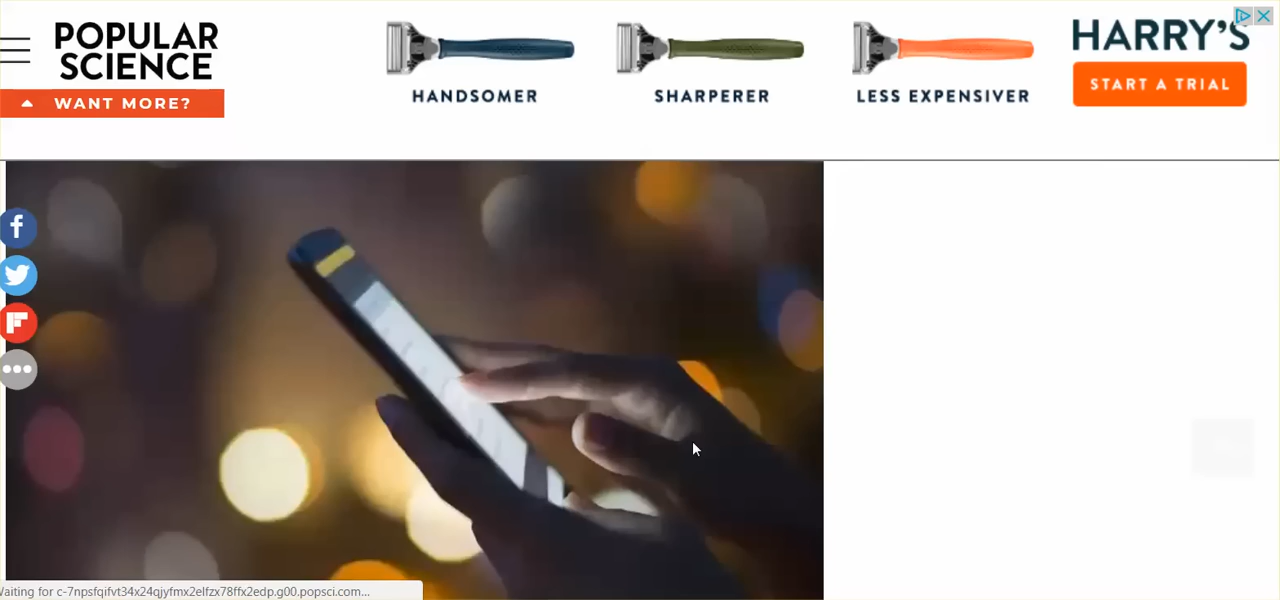 POPULAR
SCIENCE
WANT MORE?
HANDSOMER
SHARPERER
LESS EXPENSIVER
HARRY'S
START A TRIAL
Waiting for c-7npsfqifvt34x24qjyfmx2elfzx78ffx2edp.g00.popsci.com...